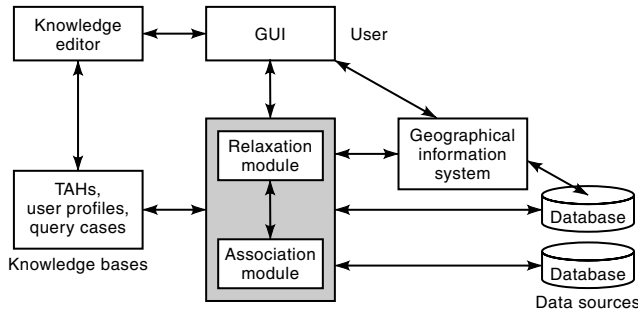 Knowledge
editor
GUI
User
Relaxation
module
Geographical
information
system
TAHs,
user profiles,
query cases
Knowledge bases
Association
module
Database
Database
Data sources